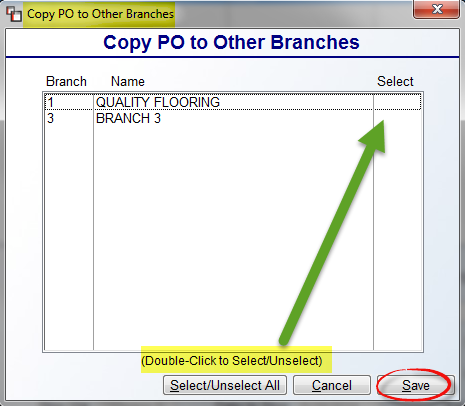 Copy PO to Other Branches
Copy PO to Other Branches
Branch Name Select
1 QUALITY FLOORING
3 BRANCH 3
(Double-Click to Select/Unselect)
Select/Unselect All Cancel Save